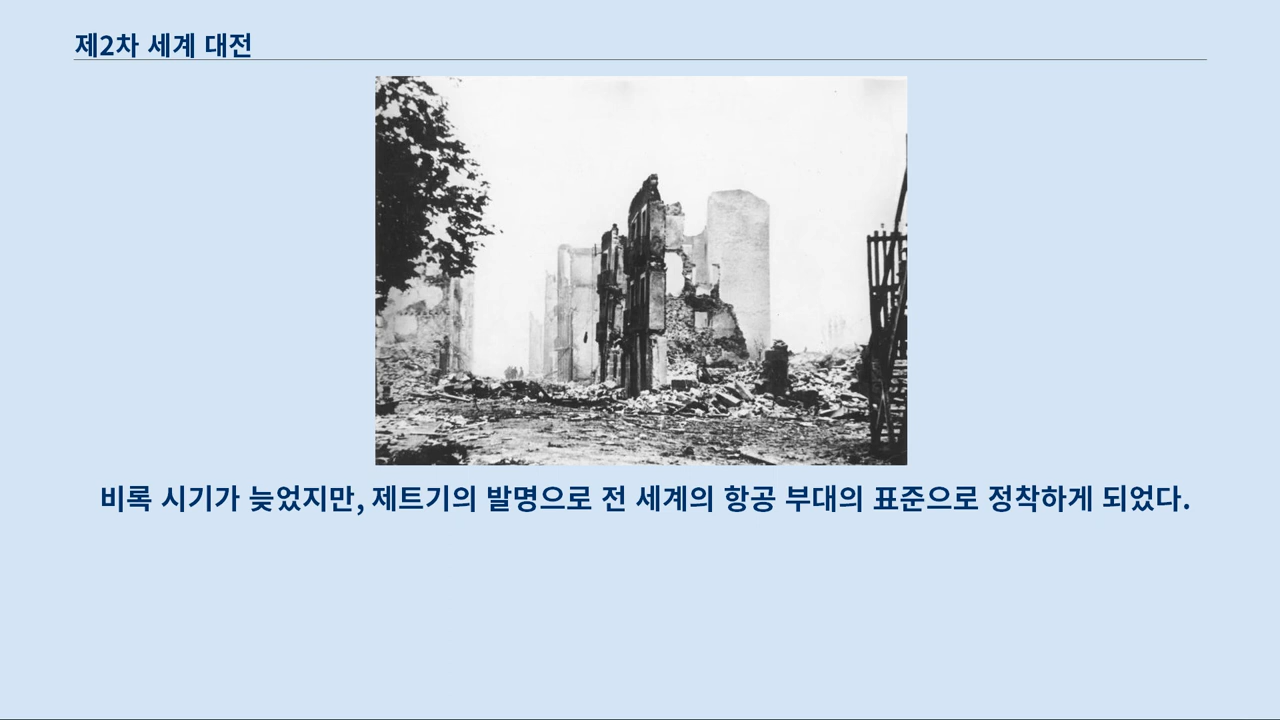 제2차 세계 대전
비록 시기가 늦었지만, 제트기의 발명으로 전 세계의 항공 부대의 표준으로 정착하게 되었다.